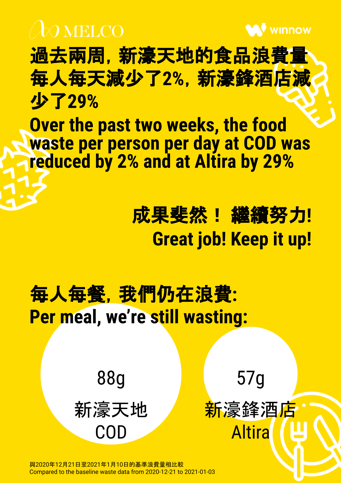 MELCO
winnow
過去兩周，新濠天地的食品浪費量
每人每天減少了2%，新濠鋒酒店減
少了29%
Over the past two weeks, the food
waste per person per day at COD was
reduced by 2% and at Altira by 29%
成果斐然！ 繼續努力!
Great job! Keep it up!
每人每餐，我們仍在浪費:
Per meal, we're still wasting:
88g
新濠天地
COD
57g
新濠鋒酒店
Altira
與2020年12月21日至2021年1月10日的基準浪費量相比較
Compared to the baseline waste data from 2020-12-21 to 2021-01-03